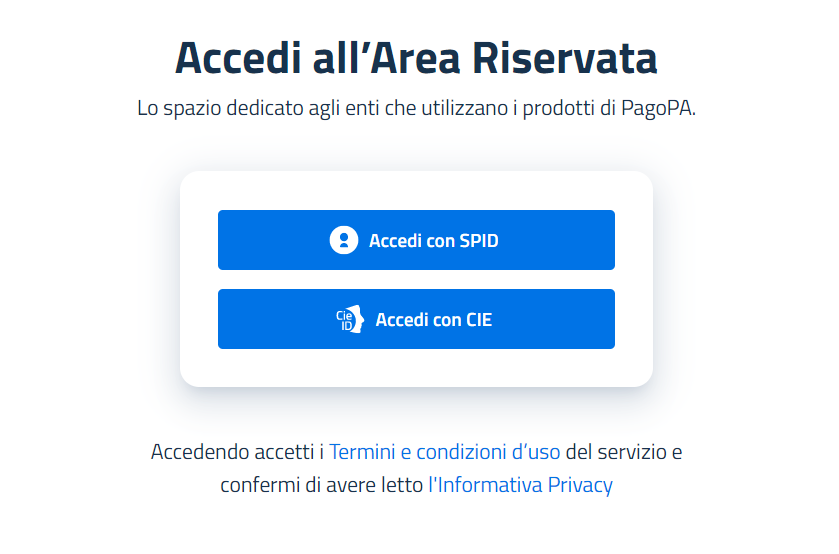 Accedi all’Area Riservata
Lo spazio dedicato agli enti che utilizzano i prodotti di PagoPA.
Accedi con SPID
Cie
ID
Accedi con CIE
Accedendo accetti i Termini e condizioni d‘uso del servizio e
confermi di avere letto l'Informativa Privacy